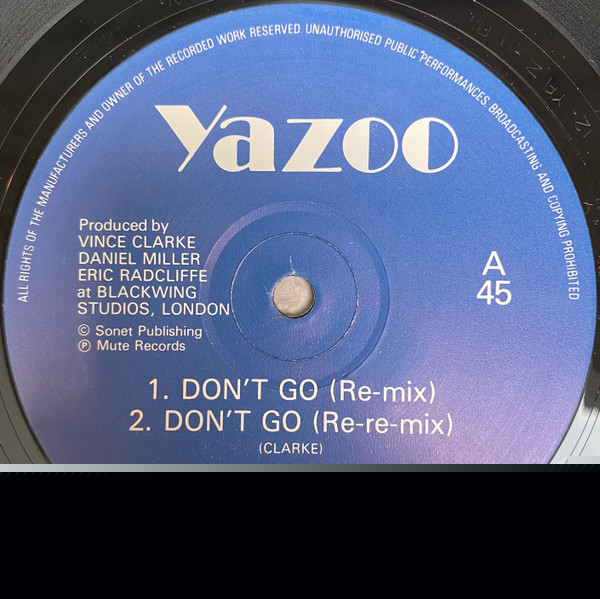 ALL RIGHTS OF THE MANUFACTURERS AND OWNER OF THE RECORDED WORK RESERVED. UNAUTHORISED PUBLIC PERFORMANCES, BROADCASTING AND COPYING PROHIBITED
yazoo
Produced by
VINCE CLARKE
DANIEL MILLER
ERIC RADCLIFFE
at BLACKWING
STUDIOS, LONDON
© Sonet Publishing
℗ Mute Records
A
45
1. DON'T GO (Re-mix)
2. DON'T GO (Re-re-mix)
(CLARKE)